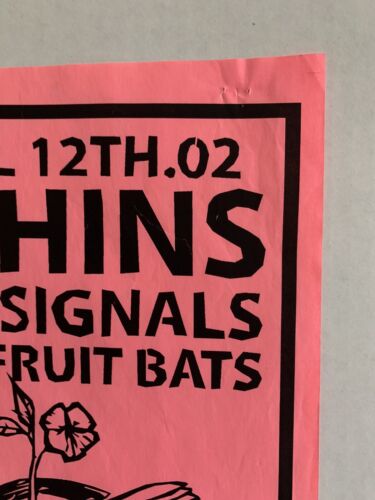 L 12TH.02
HINS
SIGNALS
FRUIT BATS